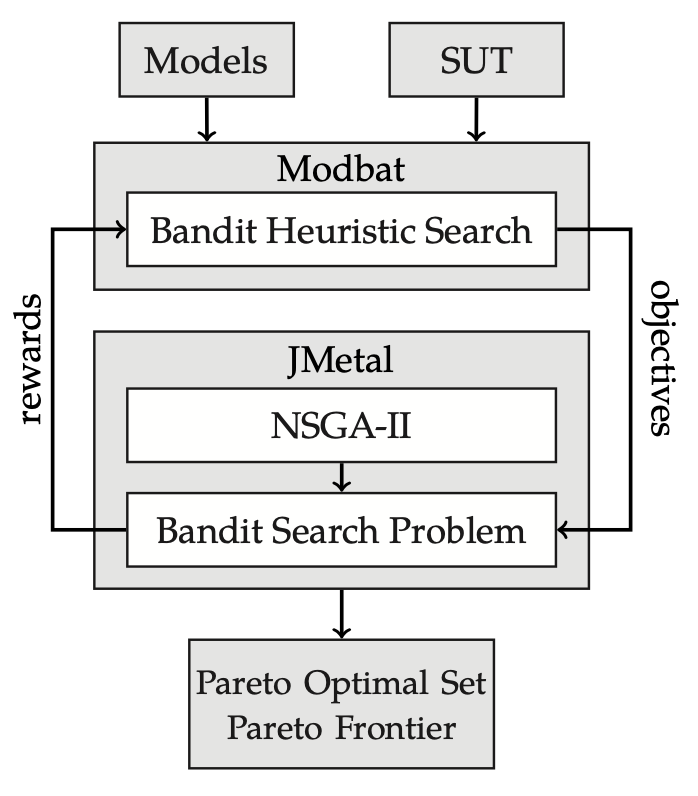 Models
SUT
Modbat
Bandit Heuristic Search
rewards
objectives
JMetal
NSGA-II
Bandit Search Problem
Pareto Optimal Set
Pareto Frontier